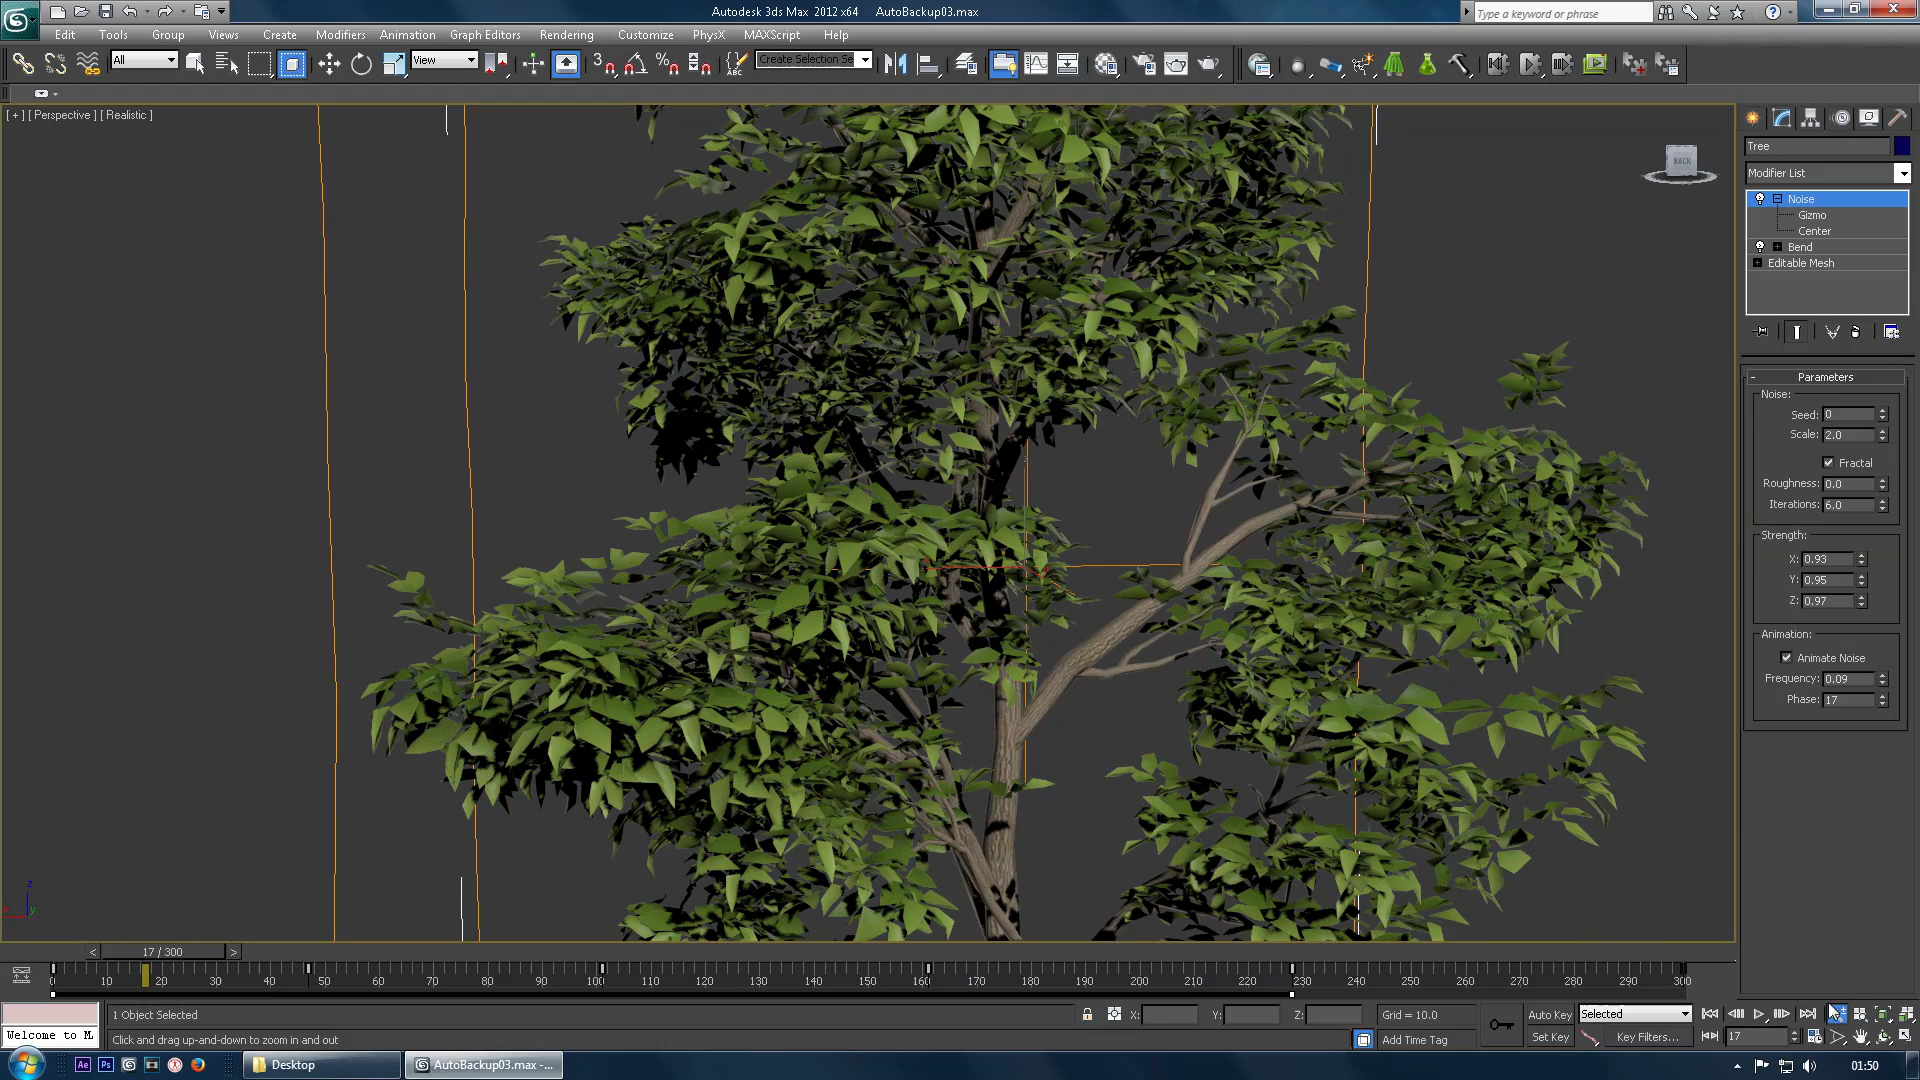 Autodesk 3ds Max 2012 x64 AutoBackup03.max
Type a keyword or phrase
Edit Tools Group Views Create Modifiers Animation Graph Editors Rendering Customize PhysX MAXScript Help
All
View
3
ABC
Create Selection Se
[ + ] [ Perspective ] [ Realistic ]
BACK
Tree
Modifier List
Noise
Gizmo
Center
Bend
Editable Mesh
Parameters
Noise:
Seed: 0
Scale: 2.0
Fractal
Roughness: 0.0
Iterations: 6.0
Strength:
X: 0.93
Y: 0.95
Z: 0.97
Animation:
Animate Noise
Frequency: 0.09
Phase: 17
z
x
y
< 17 / 300 >
0 10 20 30 40 50 60 70 80 90 100 110 120 130 140 150 160 170 180 190 200 210 220 230 240 250 260 270 280 290 300
1 Object Selected
X: Y: Z: Grid = 10.0
Auto Key Selected
Welcome to M.
Click and drag up-and-down to zoom in and out
Add Time Tag
Set Key Key Filters... 17
Ae Ps
Desktop
AutoBackup03.max -...
01:50